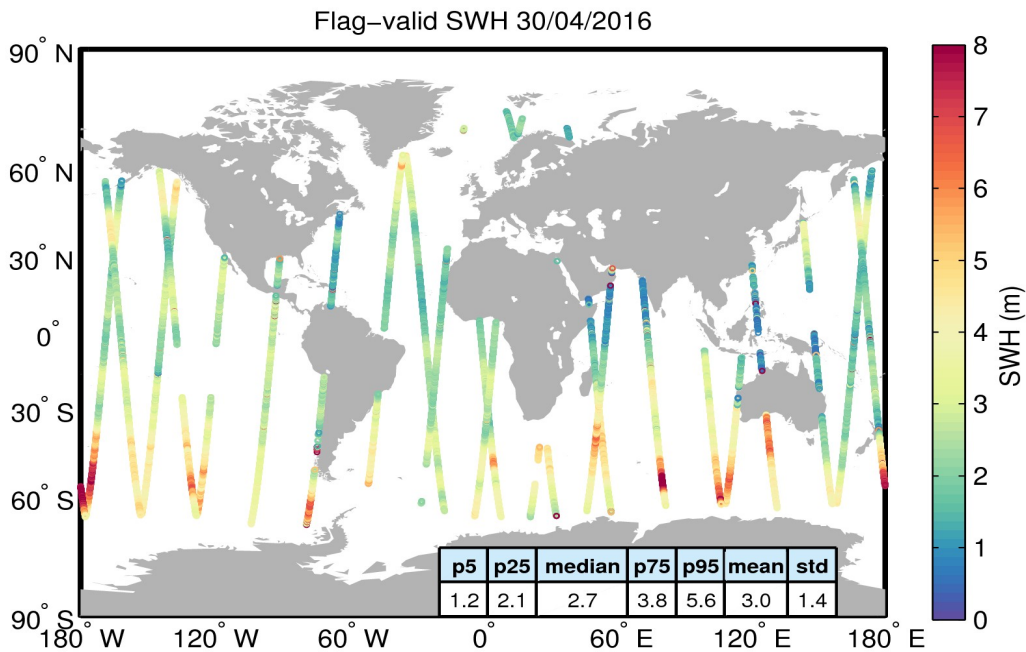 Flag−valid SWH 30/04/2016
90° N
60° N
30° N
0°
30° S
60° S
90° S
180° W
120° W
60° W
0°
60° E
120° E
180° E
p5 p25 median p75 p95 mean std
1.2 2.1 2.7 3.8 5.6 3.0 1.4
8
7
6
5
4
3
2
1
0
SWH (m)